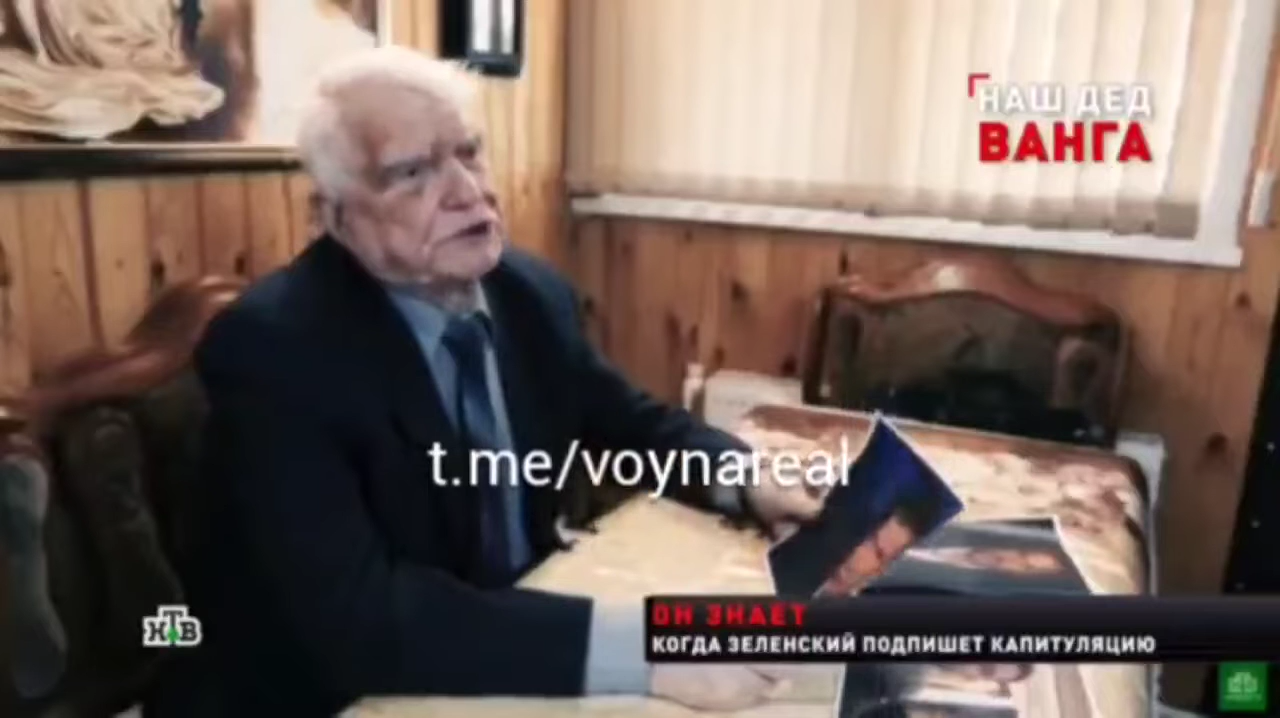 НАШ ДЕД
ВАНГА
t.me/voynareal
НТВ
ОН ЗНАЕТ
КОГДА ЗЕЛЕНСКИЙ ПОДПИШЕТ КАПИТУЛЯЦИЮ